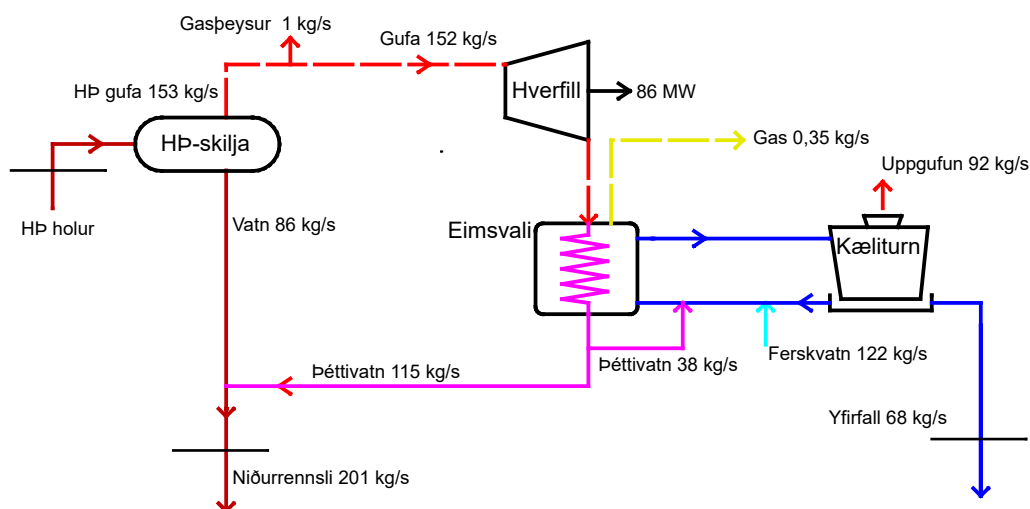 Gasþeysur 1 kg/s
Gufa 152 kg/s
HÞ gufa 153 kg/s
Hverfill
86 MW
HÞ-skilja
Gas 0,35 kg/s
Uppgufun 92 kg/s
HÞ holur
Vatn 86 kg/s
Eimsvali
Kæliturn
Þéttivatn 115 kg/s
Þéttivatn 38 kg/s
Ferskvatn 122 kg/s
Yfirfall 68 kg/s
Niðurrennsli 201 kg/s